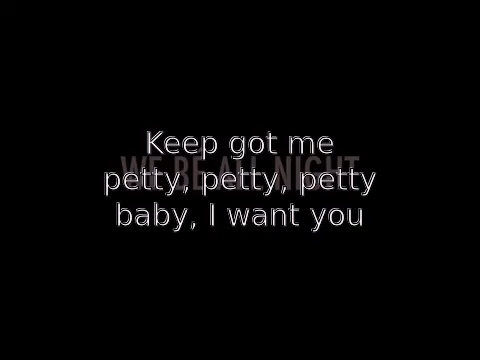 Keep got me
WE BE ALL NIGHT
petty, petty, petty
baby, I want you